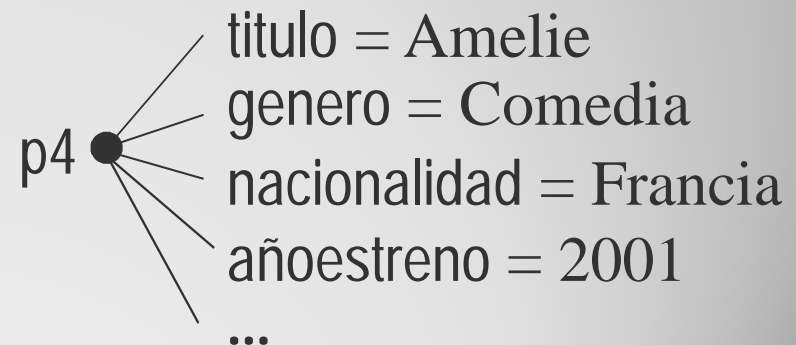 titulo = Amelie
genero = Comedia
p4
nacionalidad = Francia
añoestreno = 2001
...